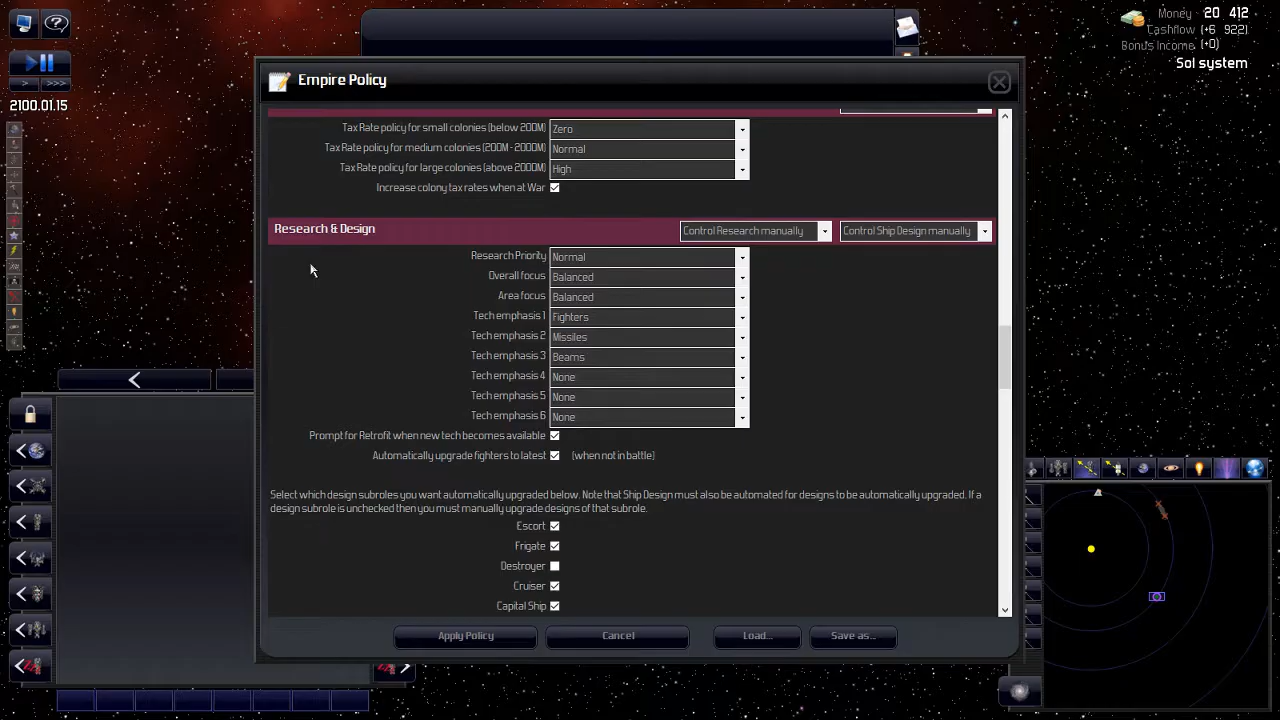 Money 20 412
Cashflow (+6 922)
Bonus Income (+0)
Sol system
2100.01.15
Empire Policy
Tax Rate policy for small colonies (below 200M) Zero
Tax Rate policy for medium colonies (200M - 2000M) Normal
Tax Rate policy for large colonies (above 2000M) High
Increase colony tax rates when at War
Research & Design Control Research manually Control Ship Design manually
Research Priority Normal
Overall focus Balanced
Area focus Balanced
Tech emphasis 1 Fighters
Tech emphasis 2 Missiles
Tech emphasis 3 Beams
Tech emphasis 4 None
Tech emphasis 5 None
Tech emphasis 6 None
Prompt for Retrofit when new tech becomes available
Automatically upgrade fighters to latest (when not in battle)
Select which design subroles you want automatically upgraded below. Note that Ship Design must also be automated for designs to be automatically upgraded. If a
design subrole is unchecked then you must manually upgrade designs of that subrole.
Escort
Frigate
Destroyer
Cruiser
Capital Ship
Apply Policy Cancel Load... Save as...